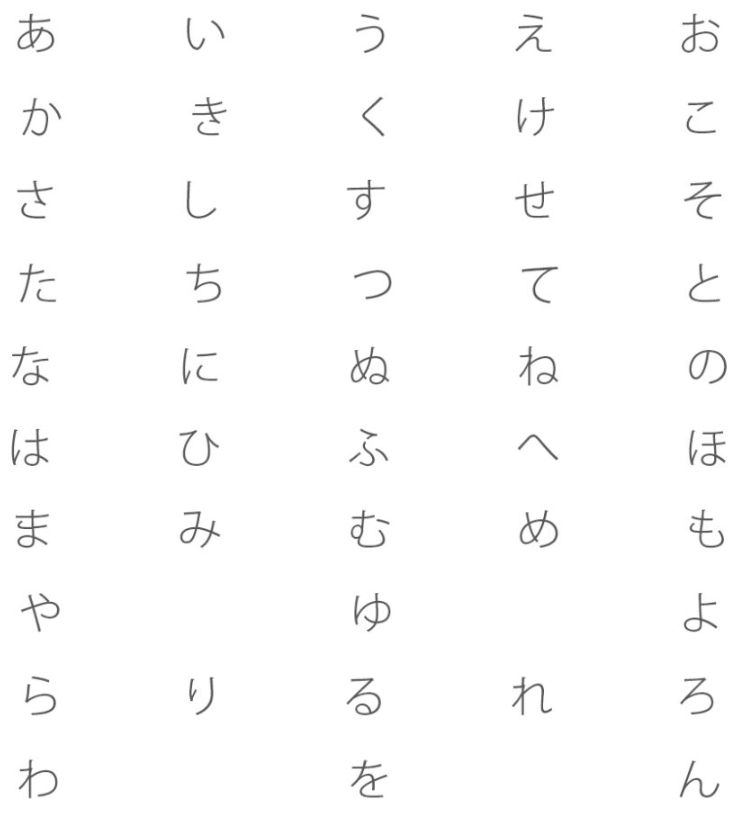 あ い う え お
か き く け こ
さ し す せ そ
た ち つ て と
な に ぬ ね の
は ひ ふ へ ほ
ま み む め も
や ゆ よ
ら り る れ ろ
わ を ん